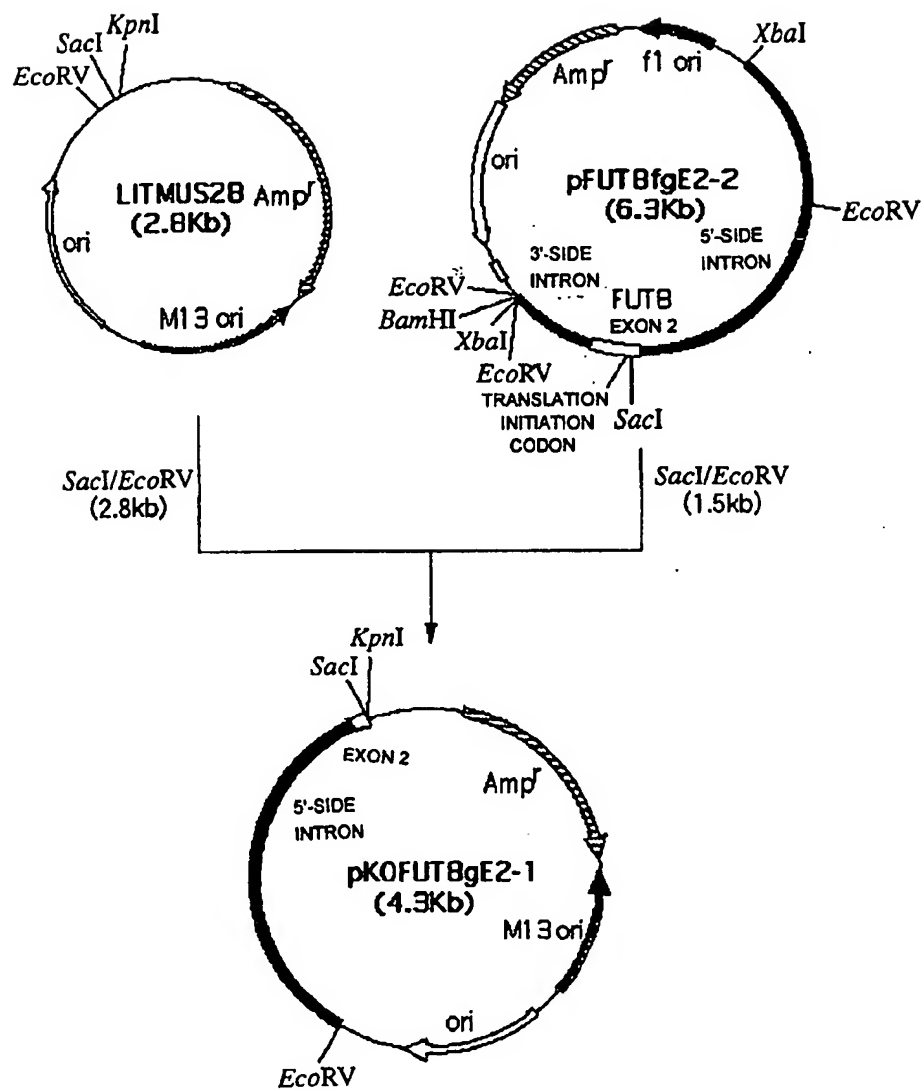 KpnI
SacI
EcoRV
LITMUS28
(2.8Kb)
Ampr
ori
M13 ori
XbaI
f1 ori
Ampr
ori
pFUT8fgE2-2
(6.3Kb)
EcoRV
5'-SIDE
INTRON
3'-SIDE
INTRON
EcoRV
BamHI
XbaI
EcoRV
FUT8
EXON 2
TRANSLATION
INITIATION
CODON
SacI
SacI/EcoRV
(2.8kb)
SacI/EcoRV
(1.5kb)
KpnI
SacI
EXON 2
Ampr
5'-SIDE
INTRON
pKOFUT8gE2-1
(4.3Kb)
M13 ori
ori
EcoRV